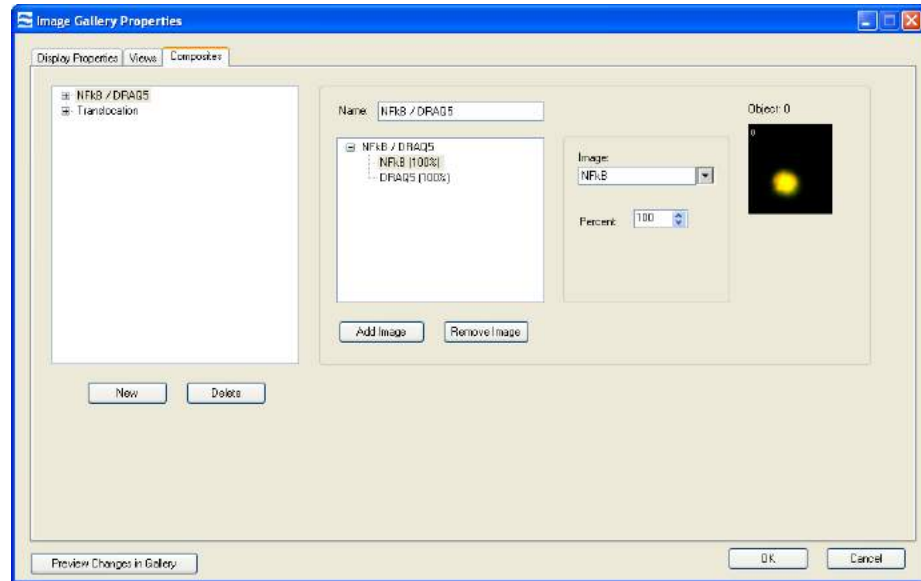 Image Gallery Properties
Display Properties Views Composites
NFkB / DRAQ5
Translocation
Name: NFkB / DRAQ5
NFkB / DRAQ5
NFkB (100%)
DRAQ5 (100%)
Add Image Remove Image
Image:
NFkB
Percent: 100
Object: 0
0
New Delete
Preview Changes in Gallery
OK Cancel